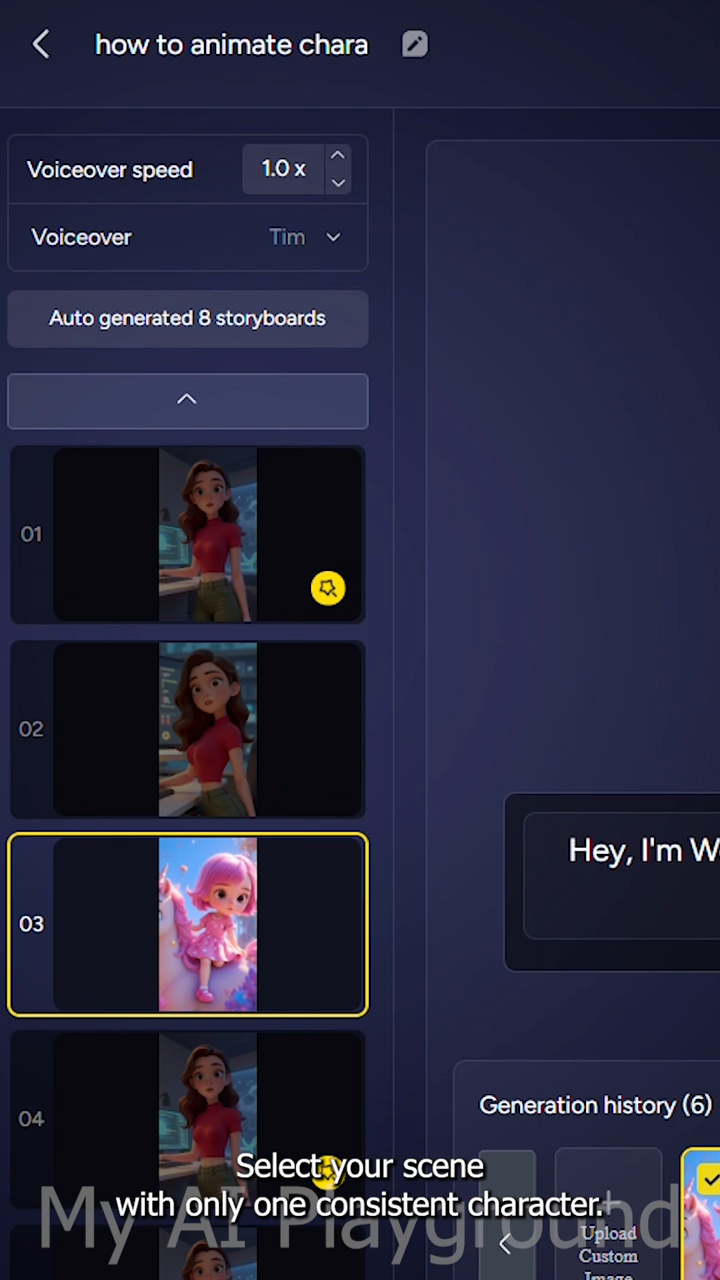 how to animate chara
Voiceover speed
1.0 x
Voiceover
Tim
Auto generated 8 storyboards
01
02
03
Hey, I'm W
04
Generation history (6)
Select your scene
with only one consistent character.
My AI Playground
Upload
Custom
Image